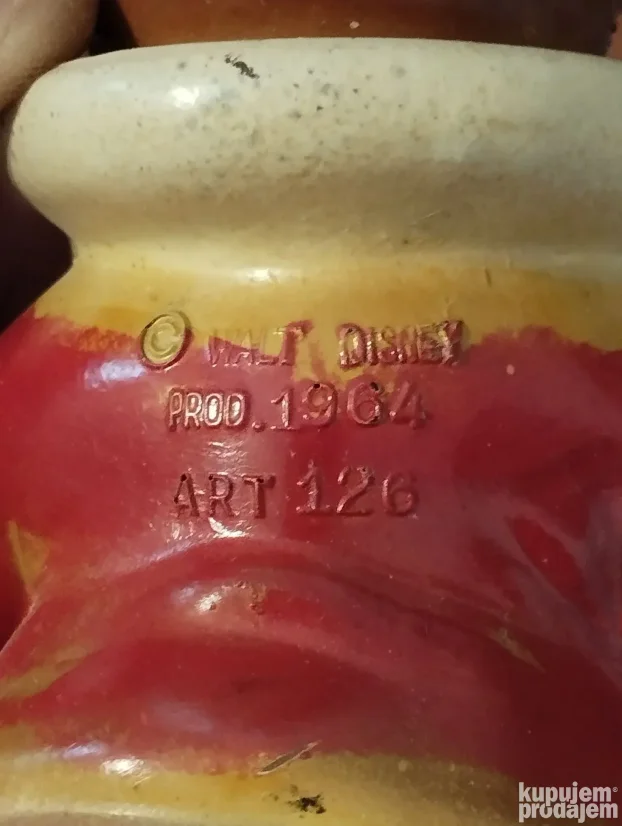 © WALT DISNEY
PROD. 1964
ART 126
kupujem
prodajem